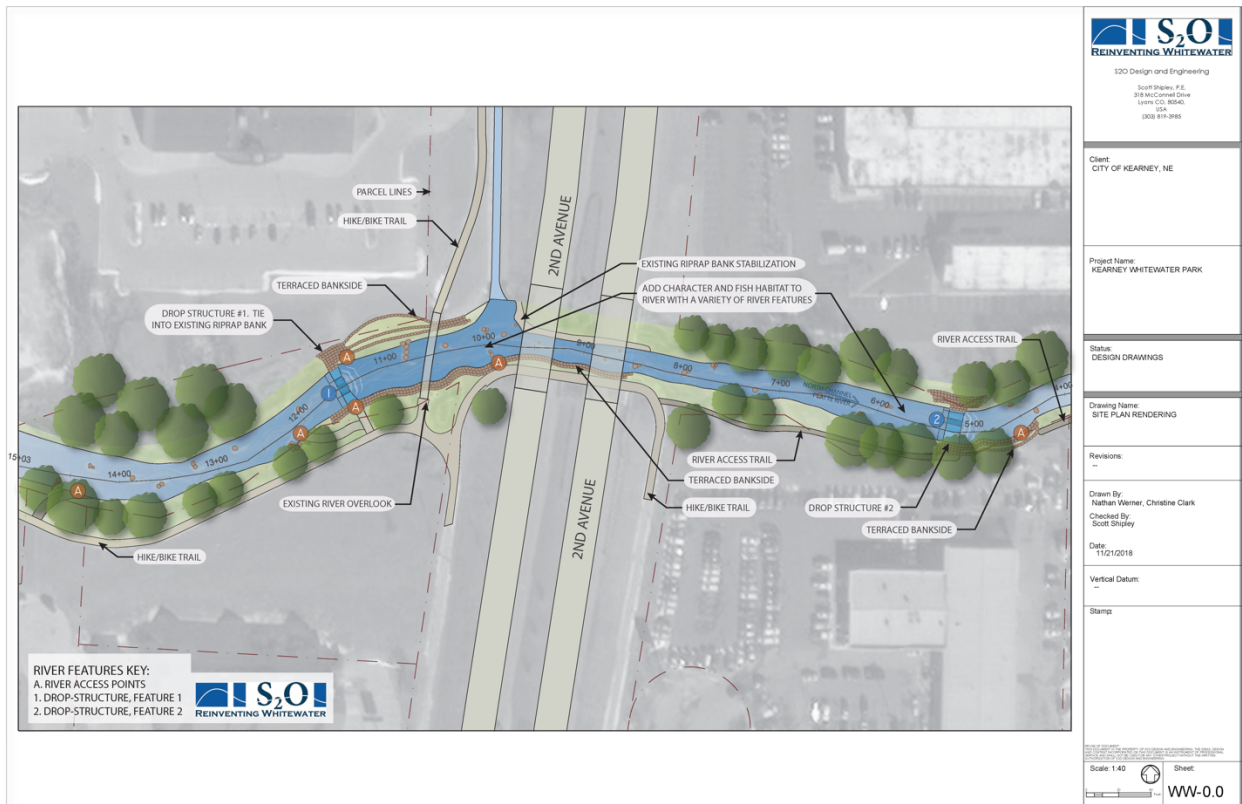 PARCEL LINES
HIKE/BIKE TRAIL
TERRACED BANKSIDE
DROP STRUCTURE #1. TIE
INTO EXISTING RIPRAP BANK
2ND AVENUE
EXISTING RIPRAP BANK STABILIZATION
ADD CHARACTER AND FISH HABITAT TO
RIVER WITH A VARIETY OF RIVER FEATURES
RIVER ACCESS TRAIL
15+03
14+00
13+00
12+00
11+00
10+00
9+00
8+00
7+00
6+00
5+00
4+00
A
A
A
A
A
A
1
2
NORTH CHANNEL
PLATTE RIVER
EXISTING RIVER OVERLOOK
HIKE/BIKE TRAIL
2ND AVENUE
RIVER ACCESS TRAIL
TERRACED BANKSIDE
HIKE/BIKE TRAIL
DROP STRUCTURE #2
TERRACED BANKSIDE
RIVER FEATURES KEY:
A. RIVER ACCESS POINTS
1. DROP-STRUCTURE, FEATURE 1
2. DROP-STRUCTURE, FEATURE 2
S2O
REINVENTING WHITEWATER
S2O
REINVENTING WHITEWATER
S2O Design and Engineering
Scott Shipley, P.E.
318 McConnell Drive
Lyons CO, 80540,
USA
(303) 819-3985
Client:
CITY OF KEARNEY, NE
Project Name:
KEARNEY WHITEWATER PARK
Status:
DESIGN DRAWINGS
Drawing Name:
SITE PLAN RENDERING
Revisions:
--
Drawn By:
Nathan Werner, Christine Clark
Checked By:
Scott Shipley
Date:
11/21/2018
Vertical Datum:
--
Stamp:
Scale: 1:40
Sheet:
WW-0.0